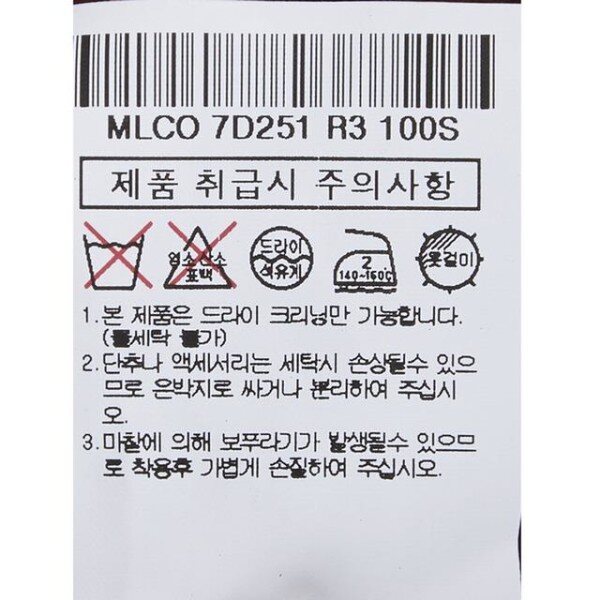 MLCO 7D251 R3 100S
제품 취급시 주의사항
염소산소 드라이 2 옷걸이
표백 석유계 140~160℃
1.본 제품은 드라이 크리닝만 가능합니다.
(물세탁 불가)
2.단추나 액세서리는 세탁시 손상될수 있으
므로 은박지로 싸거나 분리하여 주십시
오.
3.마찰에 의해 보푸라기가 발생될수 있으므
로 착용후 가볍게 손질하여 주십시오.